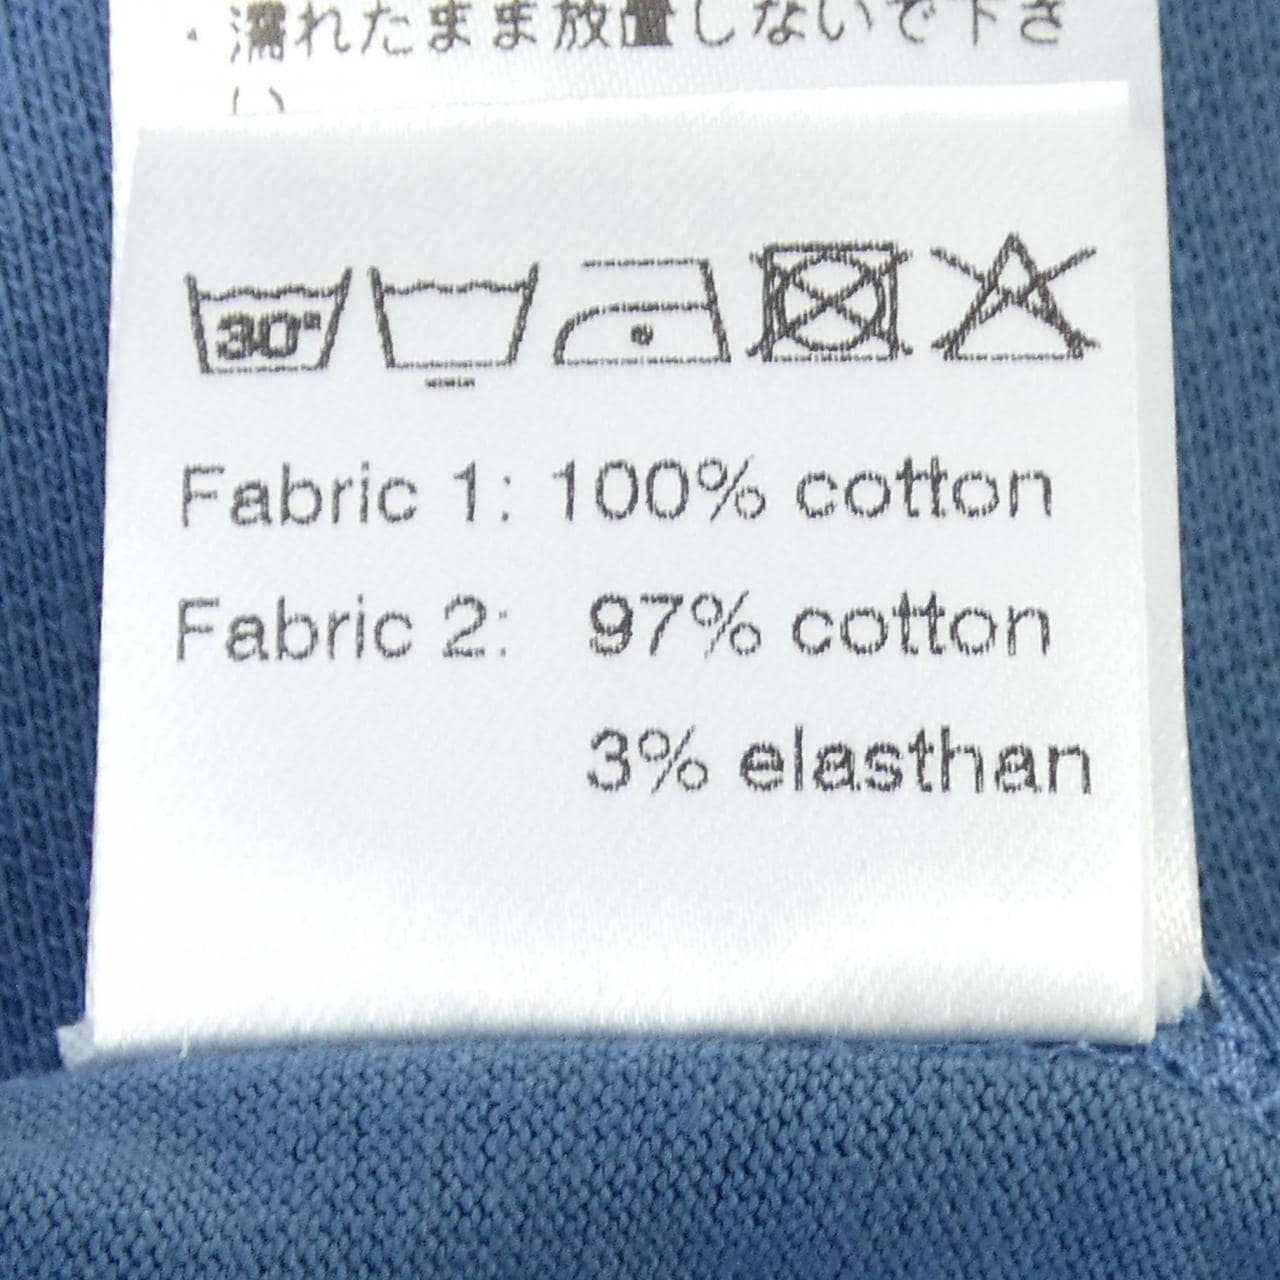 ・濡れたまま放置しないで下さ
い
30°
Fabric 1: 100% cotton
Fabric 2: 97% cotton
3% elasthan